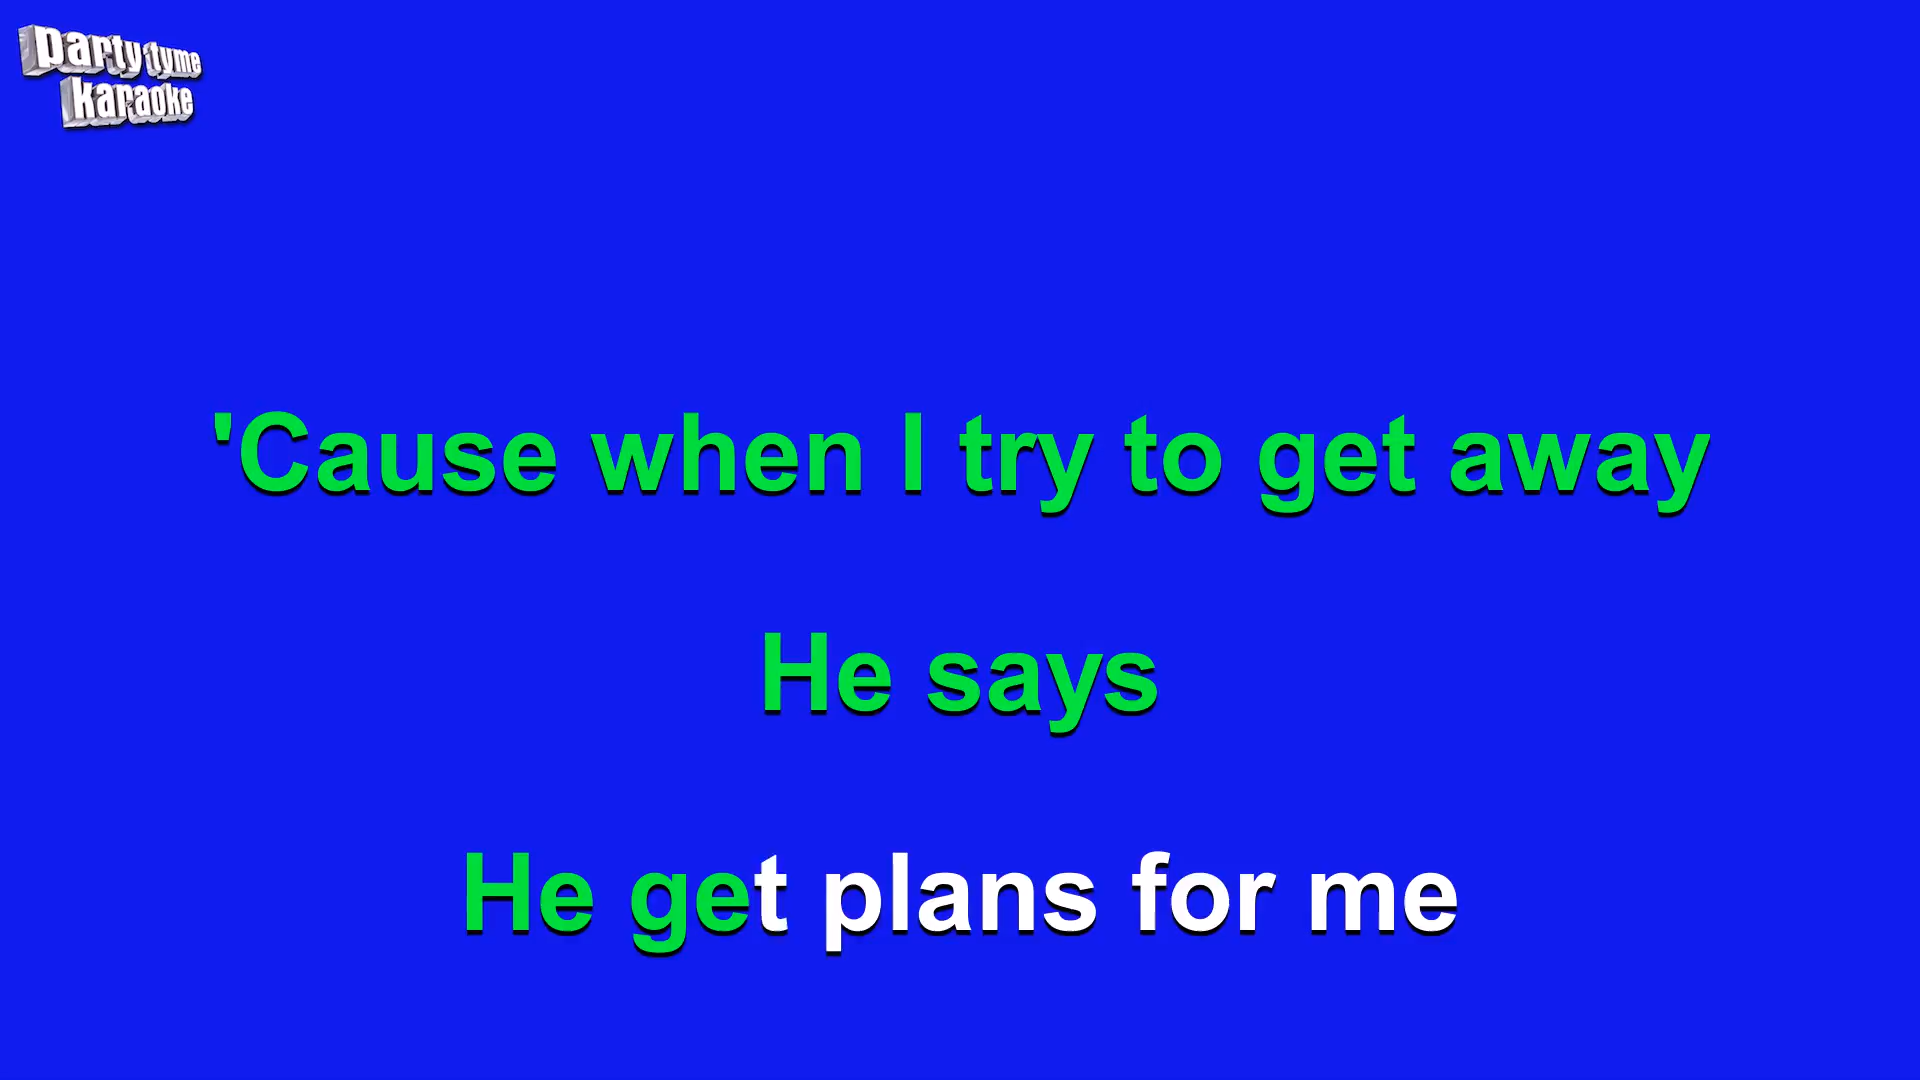 party tyme
karaoke
'Cause when I try to get away
He says
He get plans for me